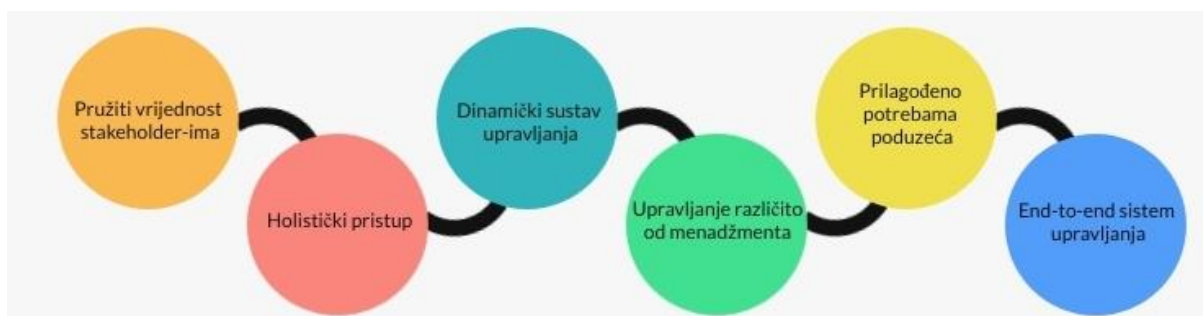 Pružiti vrijednost
stakeholder-ima
Holistički pristup
Dinamički sustav
upravljanja
Upravljanje različito
od menadžmenta
Prilagođeno
potrebama
poduzeća
End-to-end sistem
upravljanja